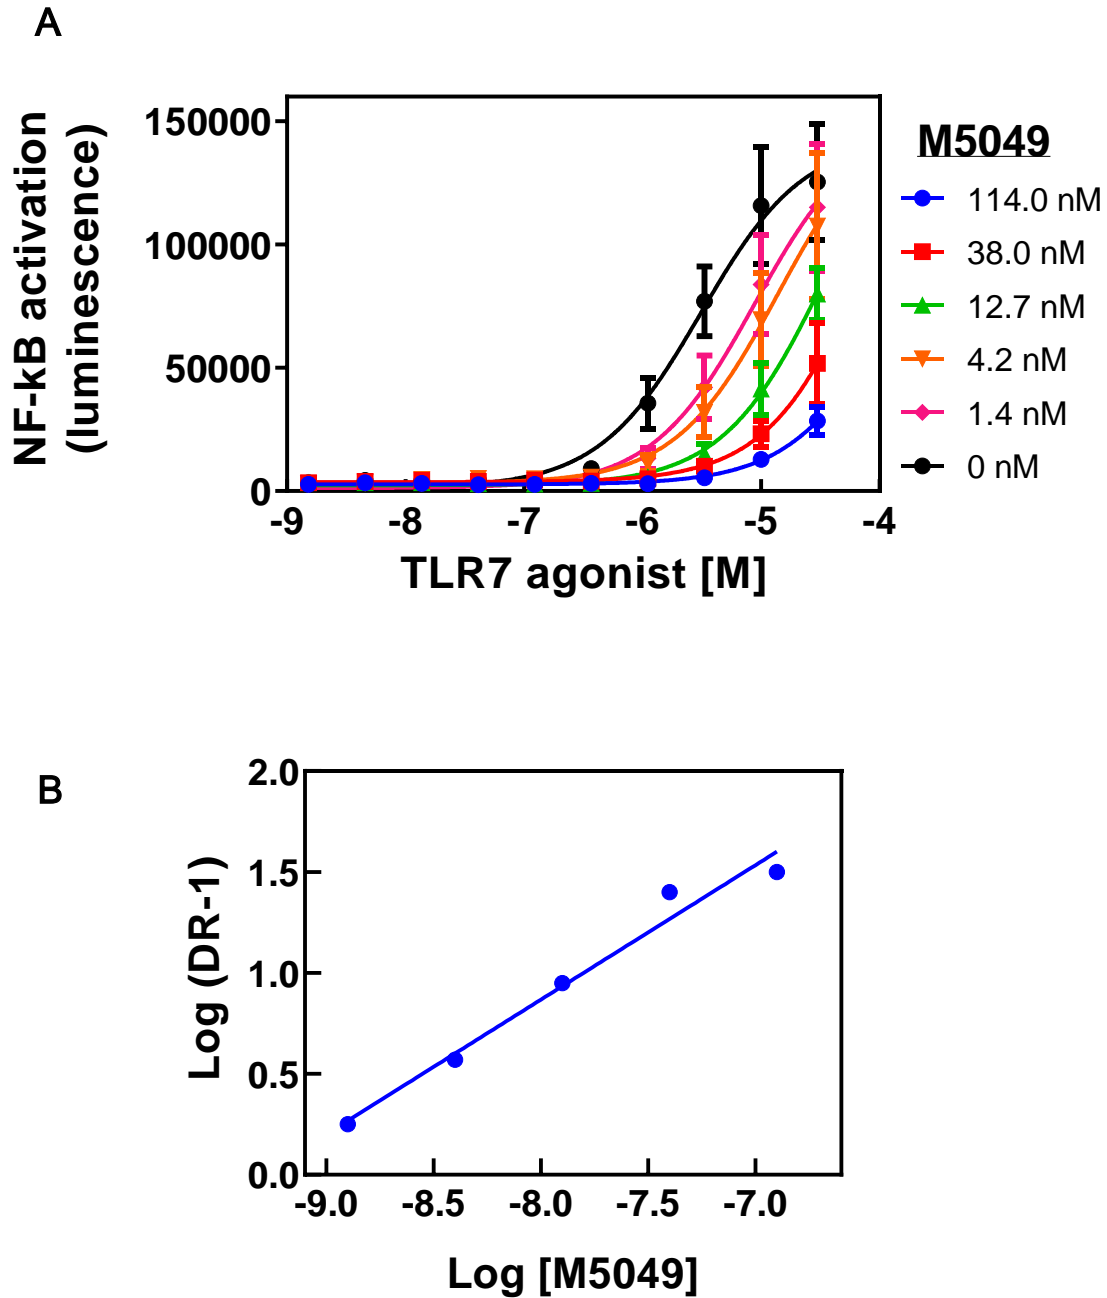 A
NF-kB activation
(luminescence)
150000
100000
50000
0
-9
-8
-7
-6
-5
-4
TLR7 agonist [M]
M5049
114.0 nM
38.0 nM
12.7 nM
4.2 nM
1.4 nM
0 nM
B
Log (DR-1)
2.0
1.5
1.0
0.5
0.0
-9.0
-8.5
-8.0
-7.5
-7.0
Log [M5049]